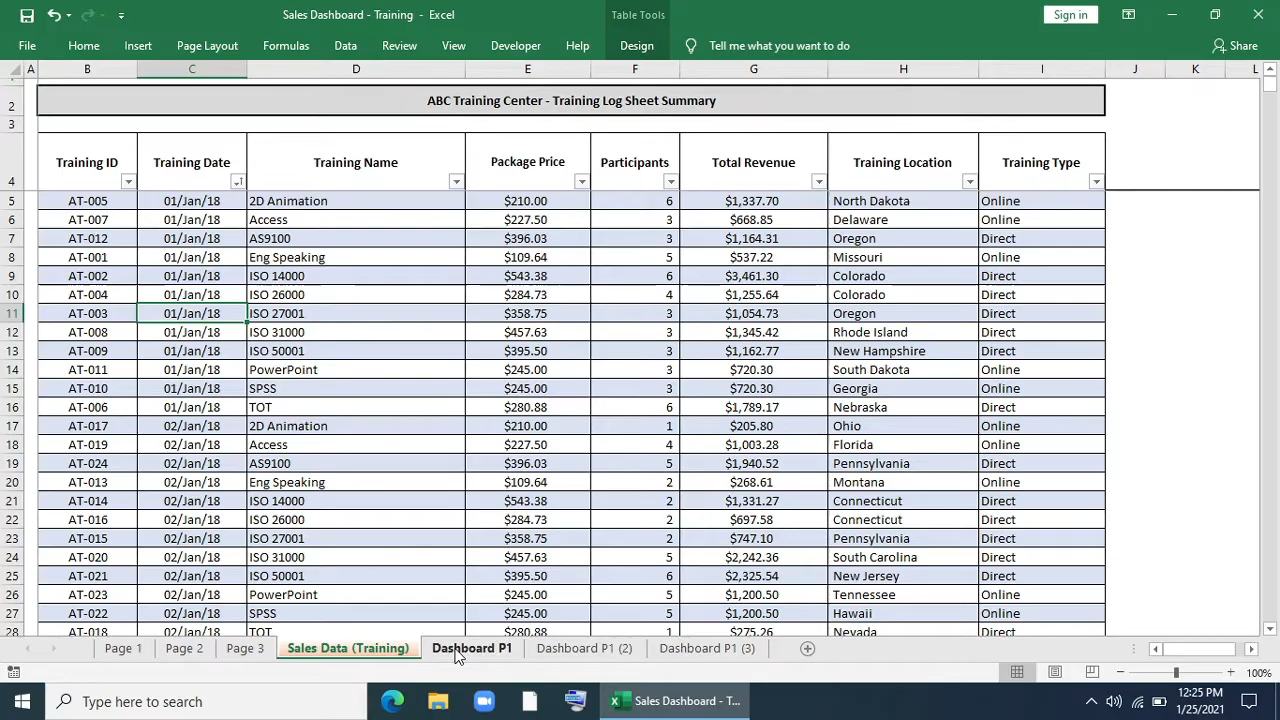 Sales Dashboard - Training - Excel
Table Tools
Sign in
File Home Insert Page Layout Formulas Data Review View Developer Help Design Tell me what you want to do Share
A B C D E F G H I J K L
2 ABC Training Center - Training Log Sheet Summary
3
4 Training ID Training Date Training Name Package Price Participants Total Revenue Training Location Training Type
5 AT-005 01/Jan/18 2D Animation $210.00 6 $1,337.70 North Dakota Online
6 AT-007 01/Jan/18 Access $227.50 3 $668.85 Delaware Online
7 AT-012 01/Jan/18 AS9100 $396.03 3 $1,164.31 Oregon Direct
8 AT-001 01/Jan/18 Eng Speaking $109.64 5 $537.22 Missouri Online
9 AT-002 01/Jan/18 ISO 14000 $543.38 6 $3,461.30 Colorado Direct
10 AT-004 01/Jan/18 ISO 26000 $284.73 4 $1,255.64 Colorado Direct
11 AT-003 01/Jan/18 ISO 27001 $358.75 3 $1,054.73 Oregon Direct
12 AT-008 01/Jan/18 ISO 31000 $457.63 3 $1,345.42 Rhode Island Direct
13 AT-009 01/Jan/18 ISO 50001 $395.50 3 $1,162.77 New Hampshire Direct
14 AT-011 01/Jan/18 PowerPoint $245.00 3 $720.30 South Dakota Direct
15 AT-010 01/Jan/18 SPSS $245.00 3 $720.30 Georgia Direct
16 AT-006 01/Jan/18 TOT $280.88 6 $1,789.17 Nebraska Direct
17 AT-017 02/Jan/18 2D Animation $210.00 1 $205.80 Ohio Online
18 AT-019 02/Jan/18 Access $227.50 4 $1,003.28 Florida Online
19 AT-024 02/Jan/18 AS9100 $396.03 5 $1,940.52 Pennsylvania Direct
20 AT-013 02/Jan/18 Eng Speaking $109.64 2 $268.61 Montana Online
21 AT-014 02/Jan/18 ISO 14000 $543.38 2 $1,331.27 Connecticut Direct
22 AT-016 02/Jan/18 ISO 26000 $284.73 2 $697.58 Connecticut Direct
23 AT-015 02/Jan/18 ISO 27001 $358.75 2 $747.10 Pennsylvania Direct
24 AT-020 02/Jan/18 ISO 31000 $457.63 5 $2,242.36 South Carolina Direct
25 AT-021 02/Jan/18 ISO 50001 $395.50 6 $2,325.54 New Jersey Direct
26 AT-023 02/Jan/18 PowerPoint $245.00 5 $1,200.50 Tennessee Online
27 AT-022 02/Jan/18 SPSS $245.00 5 $1,200.50 Hawaii Online
28 AT-018 02/Jan/18 TOT $280.88 1 $275.26 Nevada Direct
Page 1 Page 2 Page 3 Sales Data (Training) Dashboard P1 Dashboard P1 (2) Dashboard P1 (3)
100%
Type here to search
Sales Dashboard - T...
12:25 PM
1/25/2021